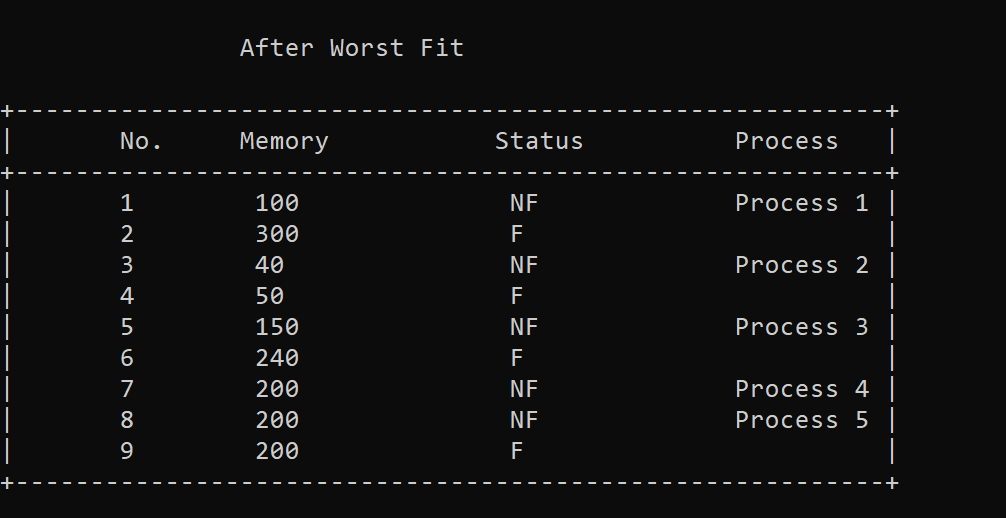 After Worst Fit
+----------------------------------------------------------+
| No. Memory Status Process |
+----------------------------------------------------------+
| 1 100 NF Process 1 |
| 2 300 F |
| 3 40 NF Process 2 |
| 4 50 F |
| 5 150 NF Process 3 |
| 6 240 F |
| 7 200 NF Process 4 |
| 8 200 NF Process 5 |
| 9 200 F |
+----------------------------------------------------------+